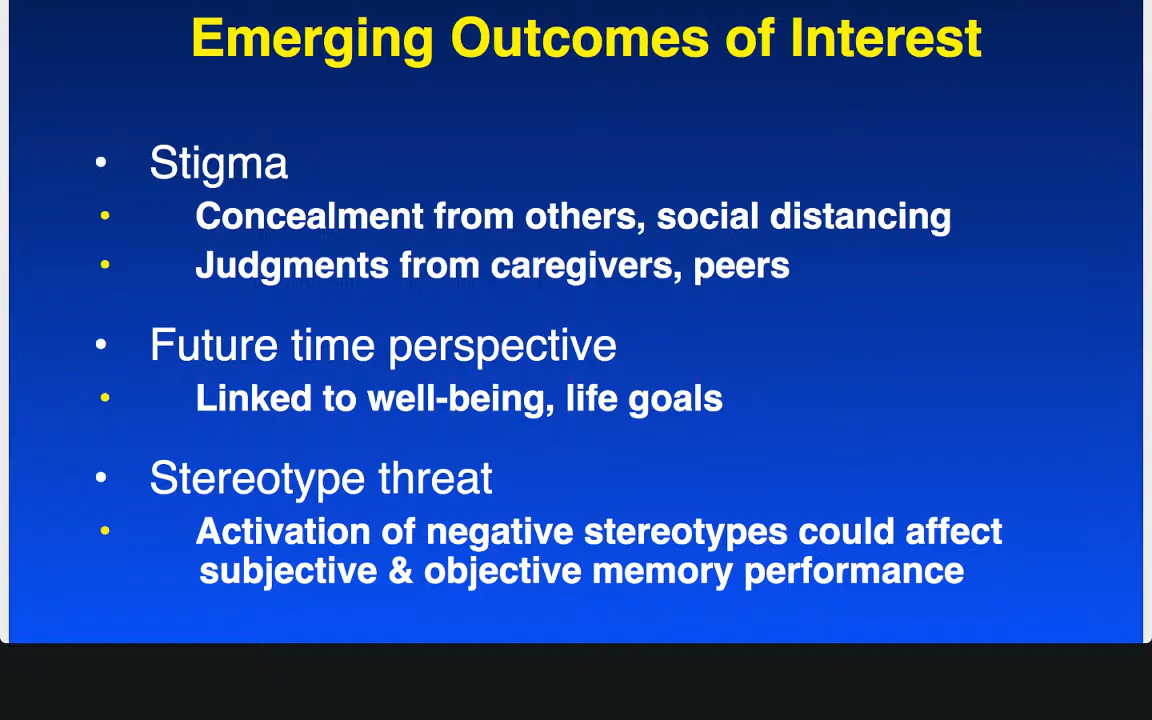 Emerging Outcomes of Interest
• Stigma
• Concealment from others, social distancing
• Judgments from caregivers, peers
• Future time perspective
• Linked to well-being, life goals
• Stereotype threat
• Activation of negative stereotypes could affect
subjective & objective memory performance